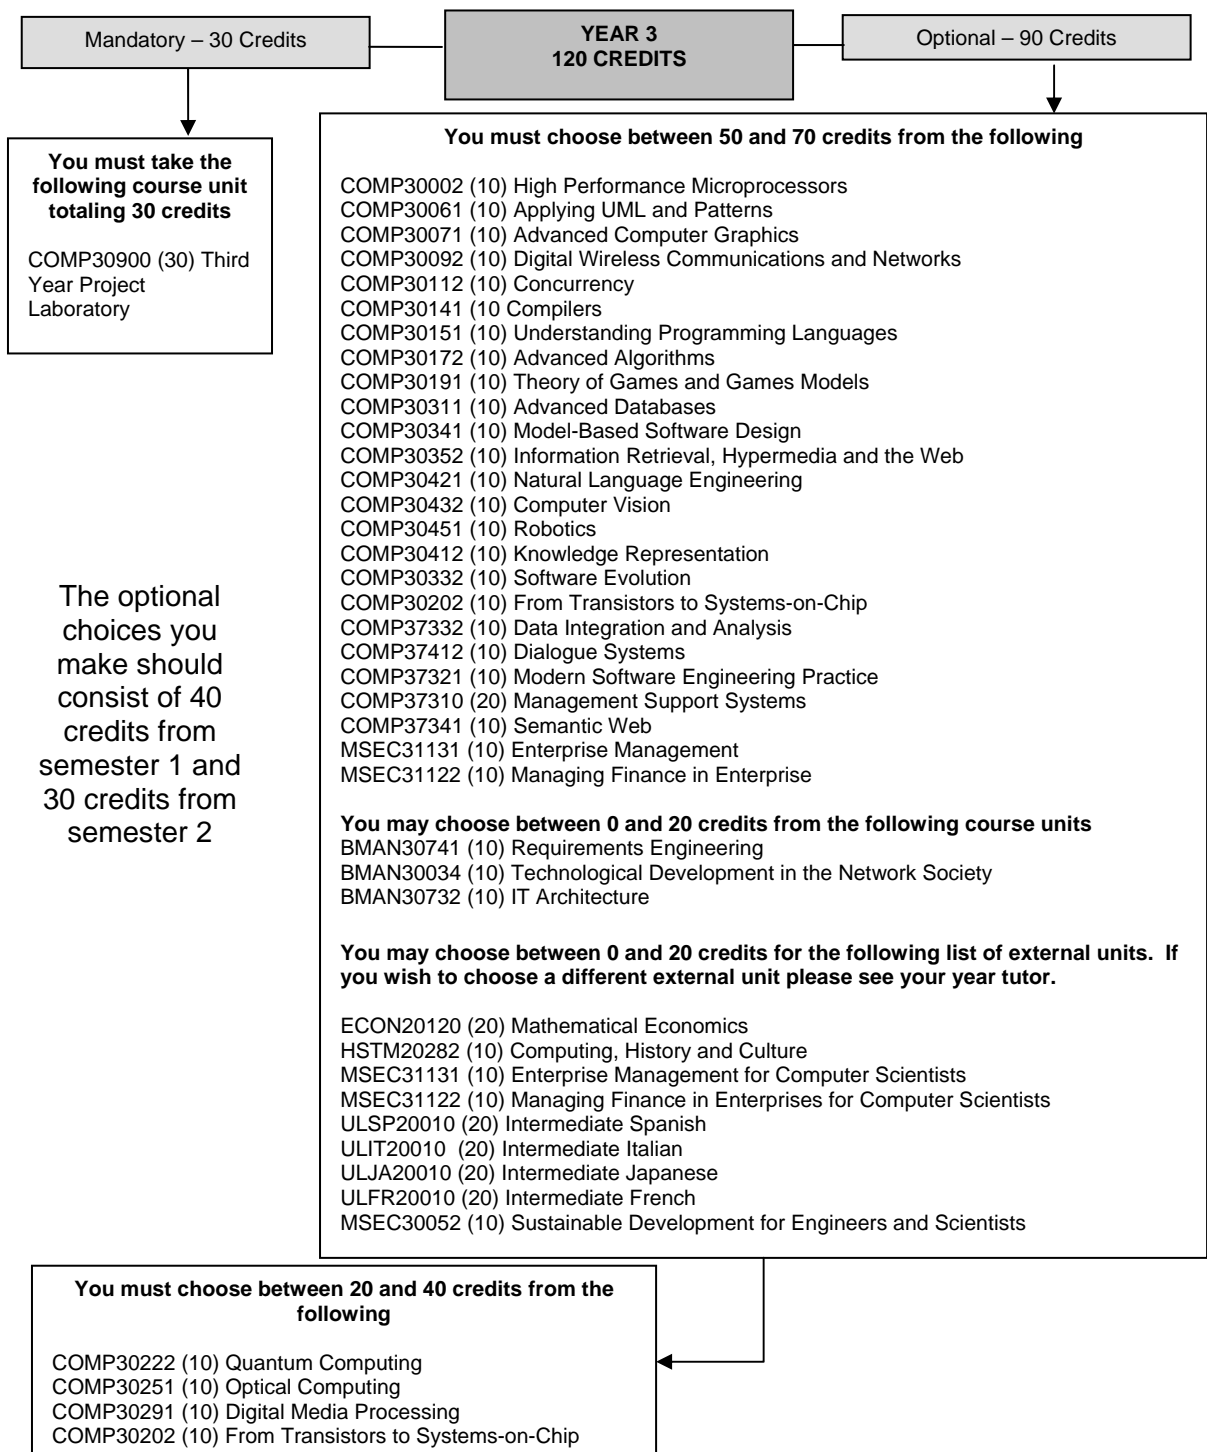 Mandatory – 30 Credits
YEAR 3
120 CREDITS
Optional – 90 Credits
You must take the
following course unit
totaling 30 credits
COMP30900 (30) Third
Year Project
Laboratory
The optional
choices you
make should
consist of 40
credits from
semester 1 and
30 credits from
semester 2
You must choose between 50 and 70 credits from the following
COMP30002 (10) High Performance Microprocessors
COMP30061 (10) Applying UML and Patterns
COMP30071 (10) Advanced Computer Graphics
COMP30092 (10) Digital Wireless Communications and Networks
COMP30112 (10) Concurrency
COMP30141 (10 Compilers
COMP30151 (10) Understanding Programming Languages
COMP30172 (10) Advanced Algorithms
COMP30191 (10) Theory of Games and Games Models
COMP30311 (10) Advanced Databases
COMP30341 (10) Model-Based Software Design
COMP30352 (10) Information Retrieval, Hypermedia and the Web
COMP30421 (10) Natural Language Engineering
COMP30432 (10) Computer Vision
COMP30451 (10) Robotics
COMP30412 (10) Knowledge Representation
COMP30332 (10) Software Evolution
COMP30202 (10) From Transistors to Systems-on-Chip
COMP37332 (10) Data Integration and Analysis
COMP37412 (10) Dialogue Systems
COMP37321 (10) Modern Software Engineering Practice
COMP37310 (20) Management Support Systems
COMP37341 (10) Semantic Web
MSEC31131 (10) Enterprise Management
MSEC31122 (10) Managing Finance in Enterprise
You may choose between 0 and 20 credits from the following course units
BMAN30741 (10) Requirements Engineering
BMAN30034 (10) Technological Development in the Network Society
BMAN30732 (10) IT Architecture
You may choose between 0 and 20 credits for the following list of external units. If
you wish to choose a different external unit please see your year tutor.
ECON20120 (20) Mathematical Economics
HSTM20282 (10) Computing, History and Culture
MSEC31131 (10) Enterprise Management for Computer Scientists
MSEC31122 (10) Managing Finance in Enterprises for Computer Scientists
ULSP20010 (20) Intermediate Spanish
ULIT20010 (20) Intermediate Italian
ULJA20010 (20) Intermediate Japanese
ULFR20010 (20) Intermediate French
MSEC30052 (10) Sustainable Development for Engineers and Scientists
You must choose between 20 and 40 credits from the
following
COMP30222 (10) Quantum Computing
COMP30251 (10) Optical Computing
COMP30291 (10) Digital Media Processing
COMP30202 (10) From Transistors to Systems-on-Chip